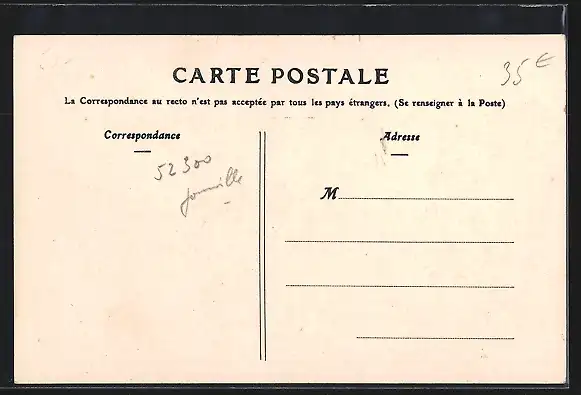 CARTE POSTALE
35€
La Correspondance au recto n'est pas acceptée par tous les pays étrangers. (Se renseigner à la Poste)
Correspondance
Adresse
52300
Joinville
M